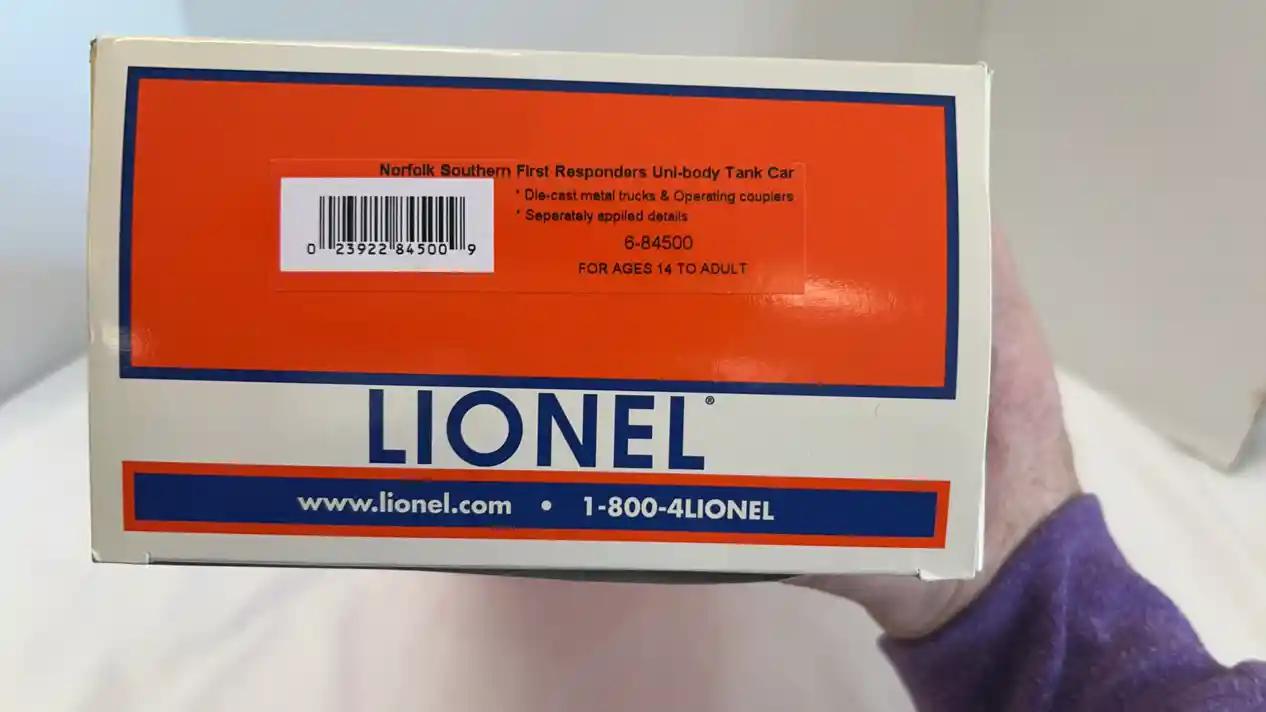 Norfolk Southern First Responders Uni-body Tank Car
* Die-cast metal trucks & Operating couplers
* Seperately applied details
6-84500
FOR AGES 14 TO ADULT
0 23922 84500 9
LIONEL®
www.lionel.com • 1-800-4LIONEL